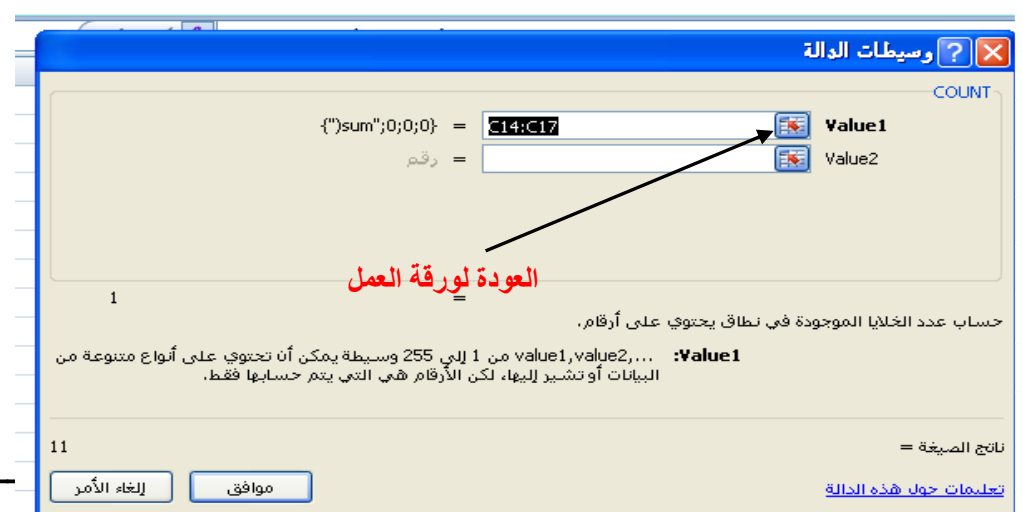 وسيطات الدالة
COUNT
Value1 C14:C17 = {")sum";0;0;0}
Value2 = رقم
العودة لورقة العمل
= 1
حساب عدد الخلايا الموجودة في نطاق يحتوي على أرقام.
Value1: value1,value2,... من 1 إلى 255 وسيطة يمكن أن تحتوي على أنواع متنوعة من
البيانات أو تشير إليها، لكن الأرقام هي التي يتم حسابها فقط.
ناتج الصيغة = 11
تعليمات حول هذه الدالة
موافق
إلغاء الأمر